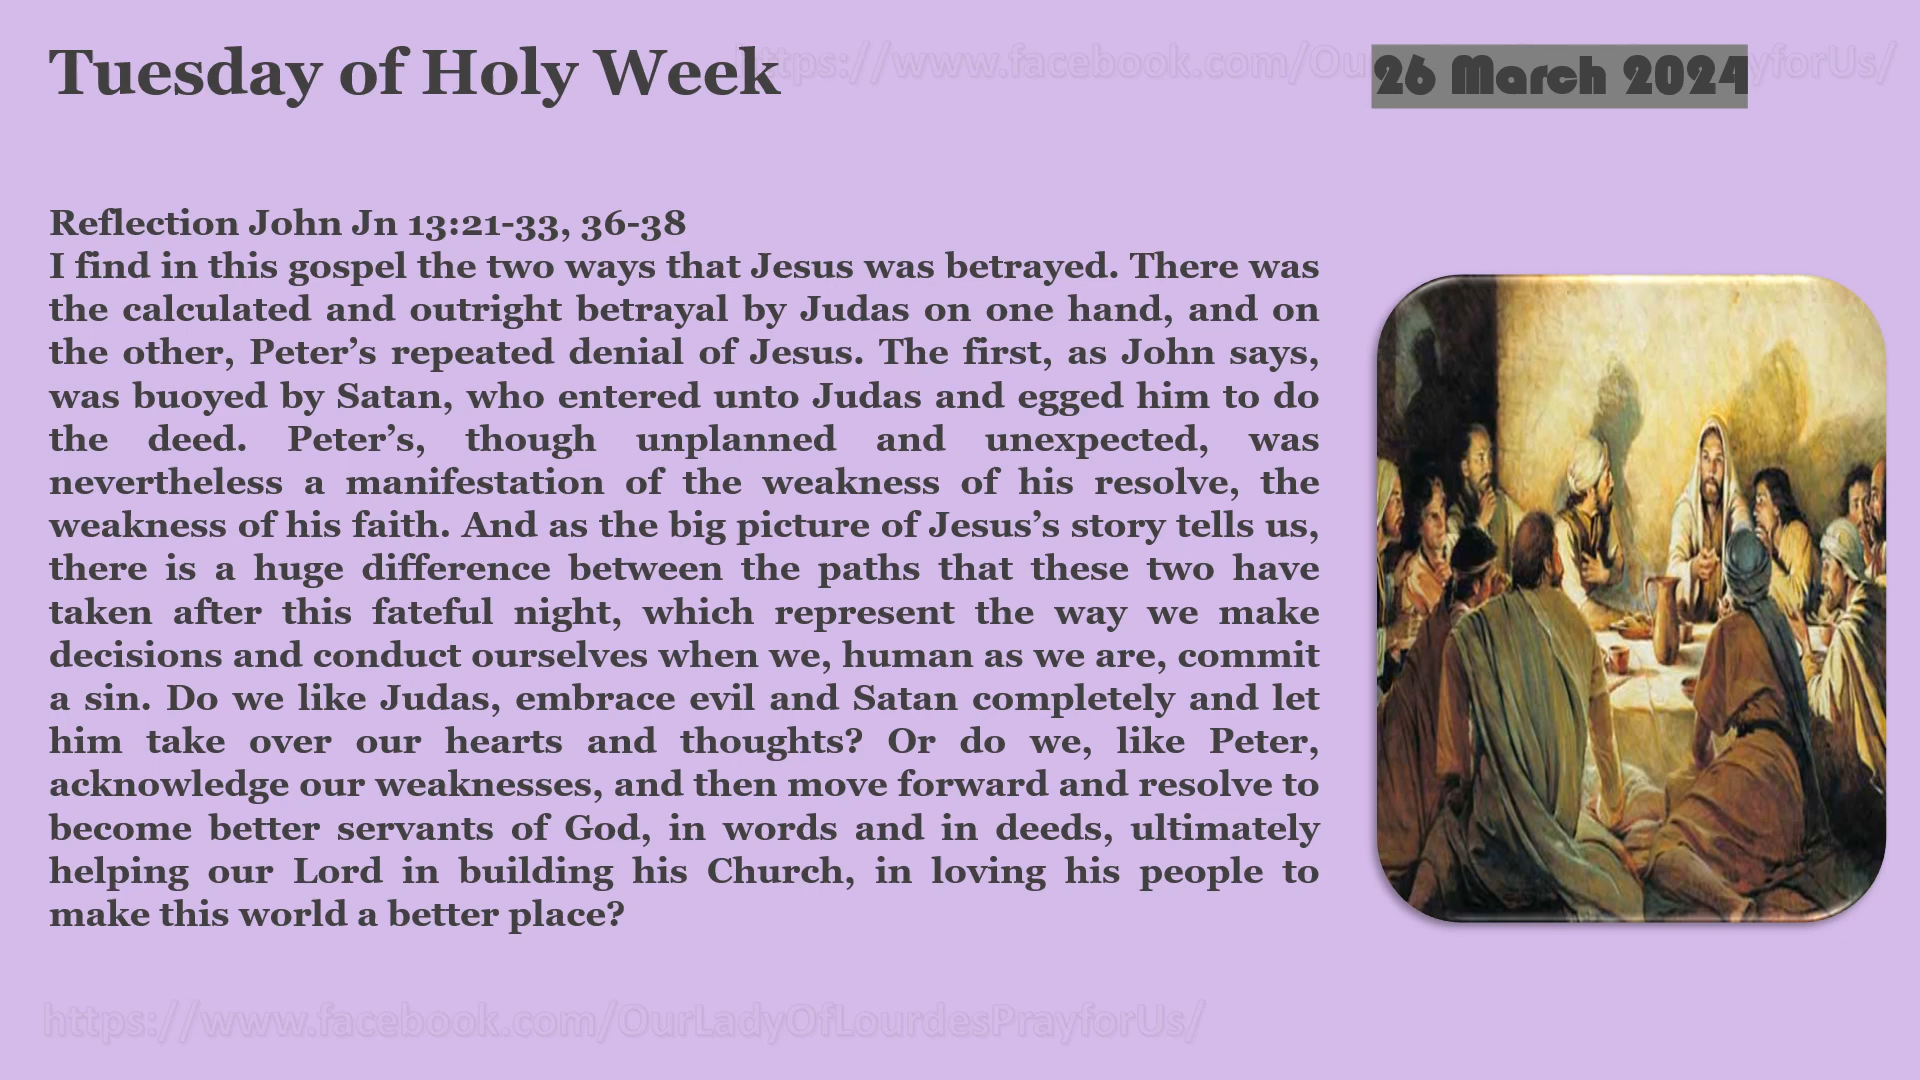 Tuesday of Holy Week
https://www.facebook.com/OurLadyOfLourdesPrayforUs/
26 March 2024
Reflection John Jn 13:21-33, 36-38
I find in this gospel the two ways that Jesus was betrayed. There was
the calculated and outright betrayal by Judas on one hand, and on
the other, Peter’s repeated denial of Jesus. The first, as John says,
was buoyed by Satan, who entered unto Judas and egged him to do
the deed. Peter’s, though unplanned and unexpected, was
nevertheless a manifestation of the weakness of his resolve, the
weakness of his faith. And as the big picture of Jesus’s story tells us,
there is a huge difference between the paths that these two have
taken after this fateful night, which represent the way we make
decisions and conduct ourselves when we, human as we are, commit
a sin. Do we like Judas, embrace evil and Satan completely and let
him take over our hearts and thoughts? Or do we, like Peter,
acknowledge our weaknesses, and then move forward and resolve to
become better servants of God, in words and in deeds, ultimately
helping our Lord in building his Church, in loving his people to
make this world a better place?
https://www.facebook.com/OurLadyOfLourdesPrayforUs/